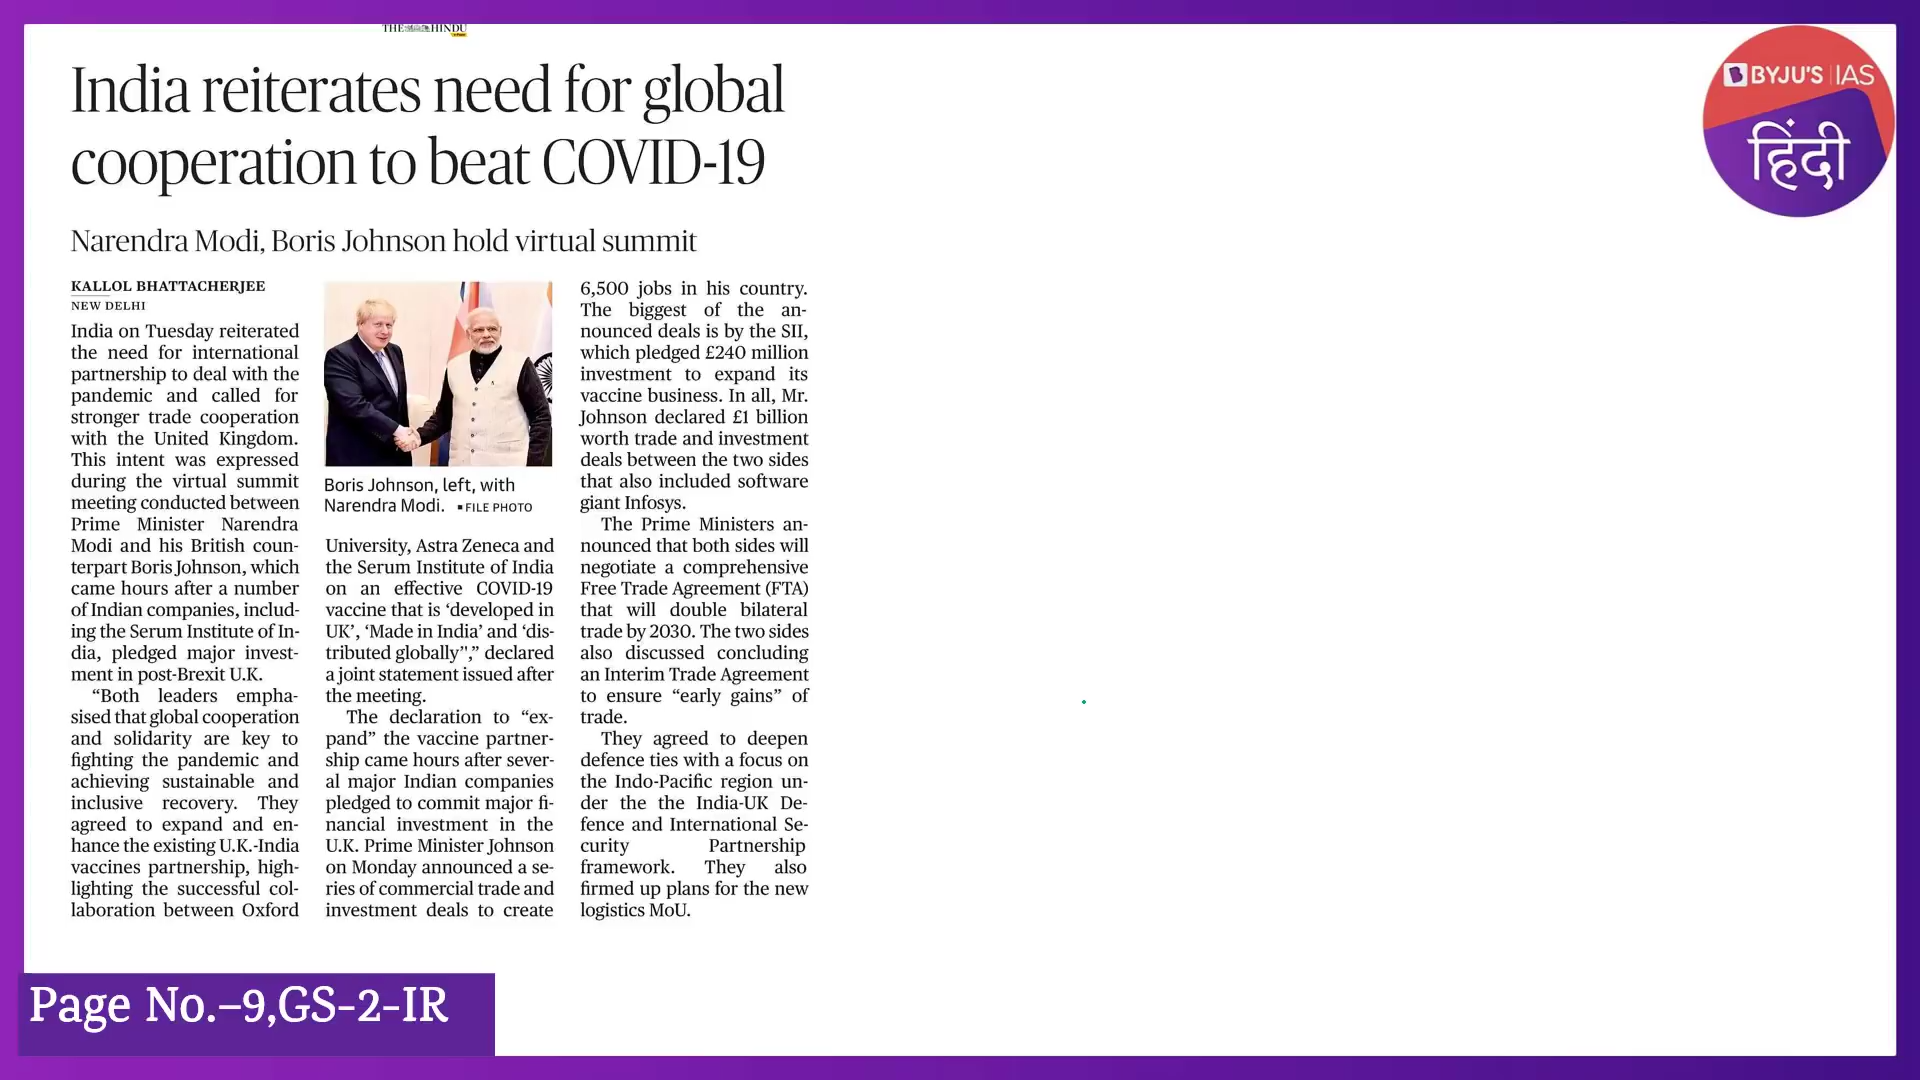 THE HINDU
India reiterates need for global
cooperation to beat COVID-19
Narendra Modi, Boris Johnson hold virtual summit
KALLOL BHATTACHERJEE
NEW DELHI
India on Tuesday reiterated
the need for international
partnership to deal with the
pandemic and called for
stronger trade cooperation
with the United Kingdom.
This intent was expressed
during the virtual summit
meeting conducted between
Prime Minister Narendra
Modi and his British coun-
terpart Boris Johnson, which
came hours after a number
of Indian companies, includ-
ing the Serum Institute of In-
dia, pledged major invest-
ment in post-Brexit U.K.
“Both leaders empha-
sised that global cooperation
and solidarity are key to
fighting the pandemic and
achieving sustainable and
inclusive recovery. They
agreed to expand and en-
hance the existing U.K.-India
vaccines partnership, high-
lighting the successful col-
laboration between Oxford
Boris Johnson, left, with
Narendra Modi. ▪FILE PHOTO
University, Astra Zeneca and
the Serum Institute of India
on an effective COVID-19
vaccine that is ‘developed in
UK’, ‘Made in India’ and ‘dis-
tributed globally’',” declared
a joint statement issued after
the meeting.
The declaration to “ex-
pand” the vaccine partner-
ship came hours after sever-
al major Indian companies
pledged to commit major fi-
nancial investment in the
U.K. Prime Minister Johnson
on Monday announced a se-
ries of commercial trade and
investment deals to create
6,500 jobs in his country.
The biggest of the an-
nounced deals is by the SII,
which pledged £240 million
investment to expand its
vaccine business. In all, Mr.
Johnson declared £1 billion
worth trade and investment
deals between the two sides
that also included software
giant Infosys.
The Prime Ministers an-
nounced that both sides will
negotiate a comprehensive
Free Trade Agreement (FTA)
that will double bilateral
trade by 2030. The two sides
also discussed concluding
an Interim Trade Agreement
to ensure “early gains” of
trade.
They agreed to deepen
defence ties with a focus on
the Indo-Pacific region un-
der the the India-UK De-
fence and International Se-
curity Partnership
framework. They also
firmed up plans for the new
logistics MoU.
BYJU'S | IAS
हिंदी
Page No.–9,GS-2-IR